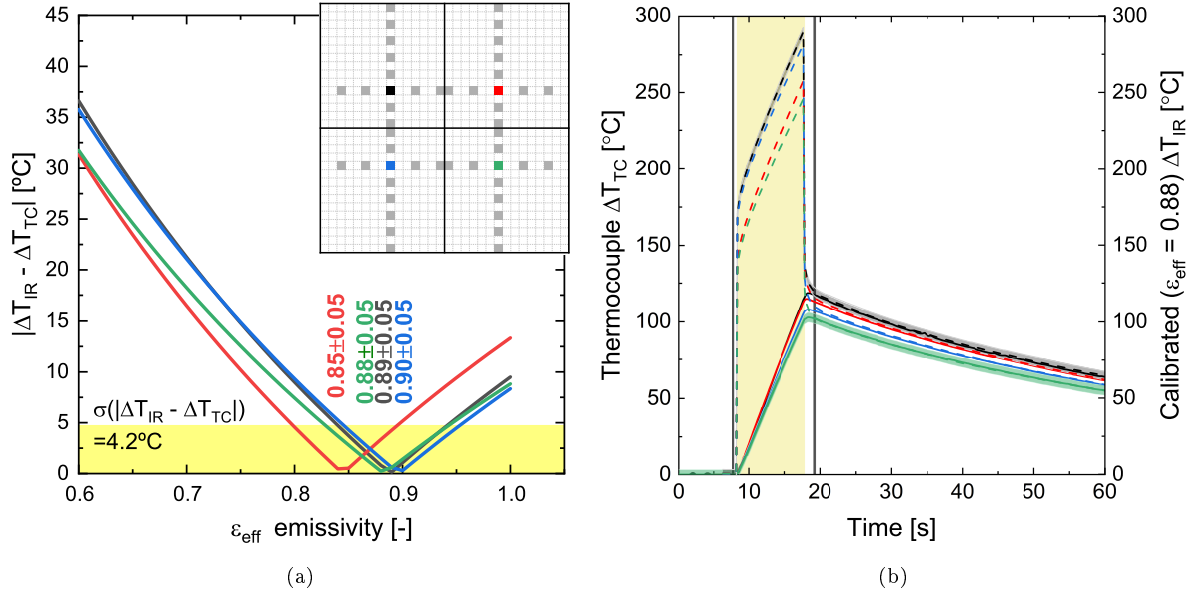 45
40
35
30
25
20
15
10
5
0
|ΔT_IR - ΔT_TC| [ºC]
0.85±0.05
0.88±0.05
0.89±0.05
0.90±0.05
σ(|ΔT_IR - ΔT_TC|)
=4.2ºC
0.6 0.7 0.8 0.9 1.0
ε_eff emissivity [-]
(a)
300
250
200
150
100
50
0
Thermocouple ΔT_TC [°C]
300
250
200
150
100
50
0
Calibrated (ε_eff = 0.88) ΔT_IR [°C]
0 10 20 30 40 50 60
Time [s]
(b)